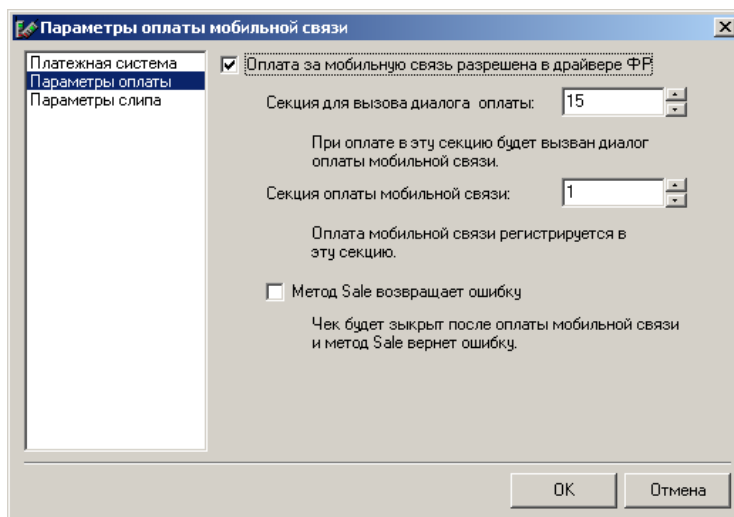 Параметры оплаты мобильной связи
Платежная система
Параметры оплаты
Параметры слипа
Оплата за мобильную связь разрешена в драйвере ФР
Секция для вызова диалога оплаты:
15
При оплате в эту секцию будет вызван диалог
оплаты мобильной связи.
Секция оплаты мобильной связи:
1
Оплата мобильной связи регистрируется в
эту секцию.
Метод Sale возвращает ошибку
Чек будет зыкрыт после оплаты мобильной связи
и метод Sale вернет ошибку.
OK
Отмена